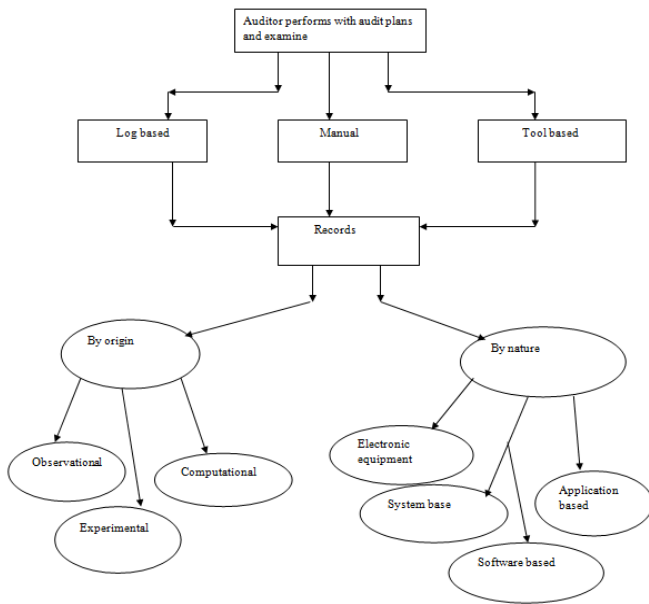 Auditor performs with audit plans
and examine
Log based
Manual
Tool based
Records
By origin
By nature
Observational
Experimental
Computational
Electronic
equipment
System base
Software based
Application
based